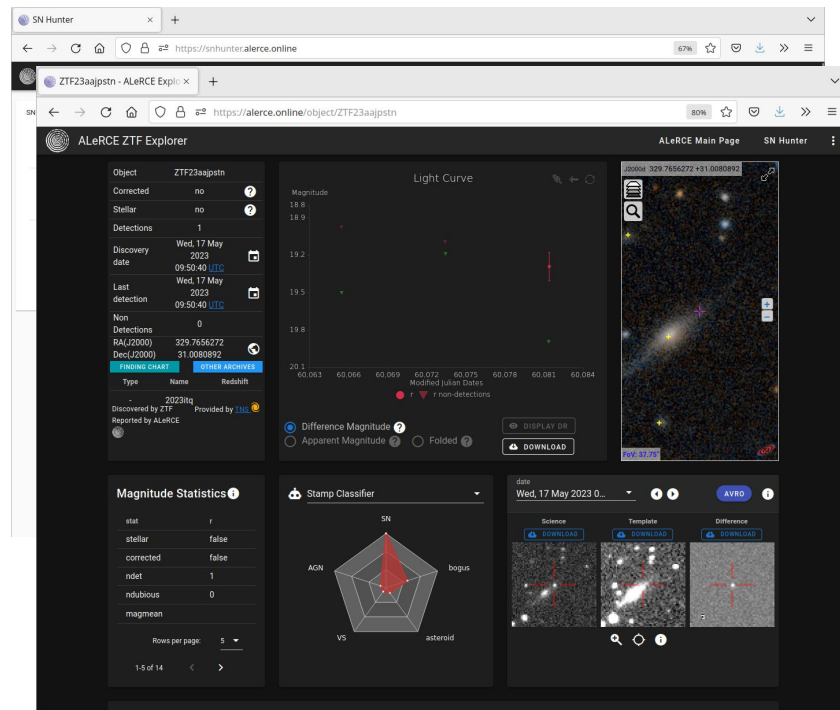 SN Hunter × +
https://snhunter.alerce.online 67%
SN
ZTF23aajpstn - ALeRCE Explo × +
https://alerce.online/object/ZTF23aajpstn 80%
ALeRCE ZTF Explorer ALeRCE Main Page SN Hunter
Object ZTF23aajpstn
Corrected no ?
Stellar no ?
Detections 1
Discovery date Wed, 17 May 2023 09:50:40 UTC
Last detection Wed, 17 May 2023 09:50:40 UTC
Non Detections 0
RA(J2000) 329.7656272
Dec(J2000) 31.0080892
FINDING CHART OTHER ARCHIVES
Type Name Redshift
- 2023itq
Discovered by ZTF Provided by TNS
Reported by ALeRCE
Light Curve
Magnitude
18.8
18.9
19.2
19.5
19.8
20.1
60.063 60.066 60.069 60.072 60.075 60.078 60.081 60.084
Modified Julian Dates
r r non-detections
Difference Magnitude ?
Apparent Magnitude ? Folded ?
DISPLAY DR
DOWNLOAD
J2000d 329.7656272 +31.0080892
+
−
FoV: 37.75"
Magnitude Statistics i
stat r
stellar false
corrected false
ndet 1
ndubious 0
magmean
Rows per page: 5
1-5 of 14 < >
Stamp Classifier
SN
AGN bogus
VS asteroid
date
Wed, 17 May 2023 0... AVRO i
Science Template Difference
DOWNLOAD DOWNLOAD DOWNLOAD